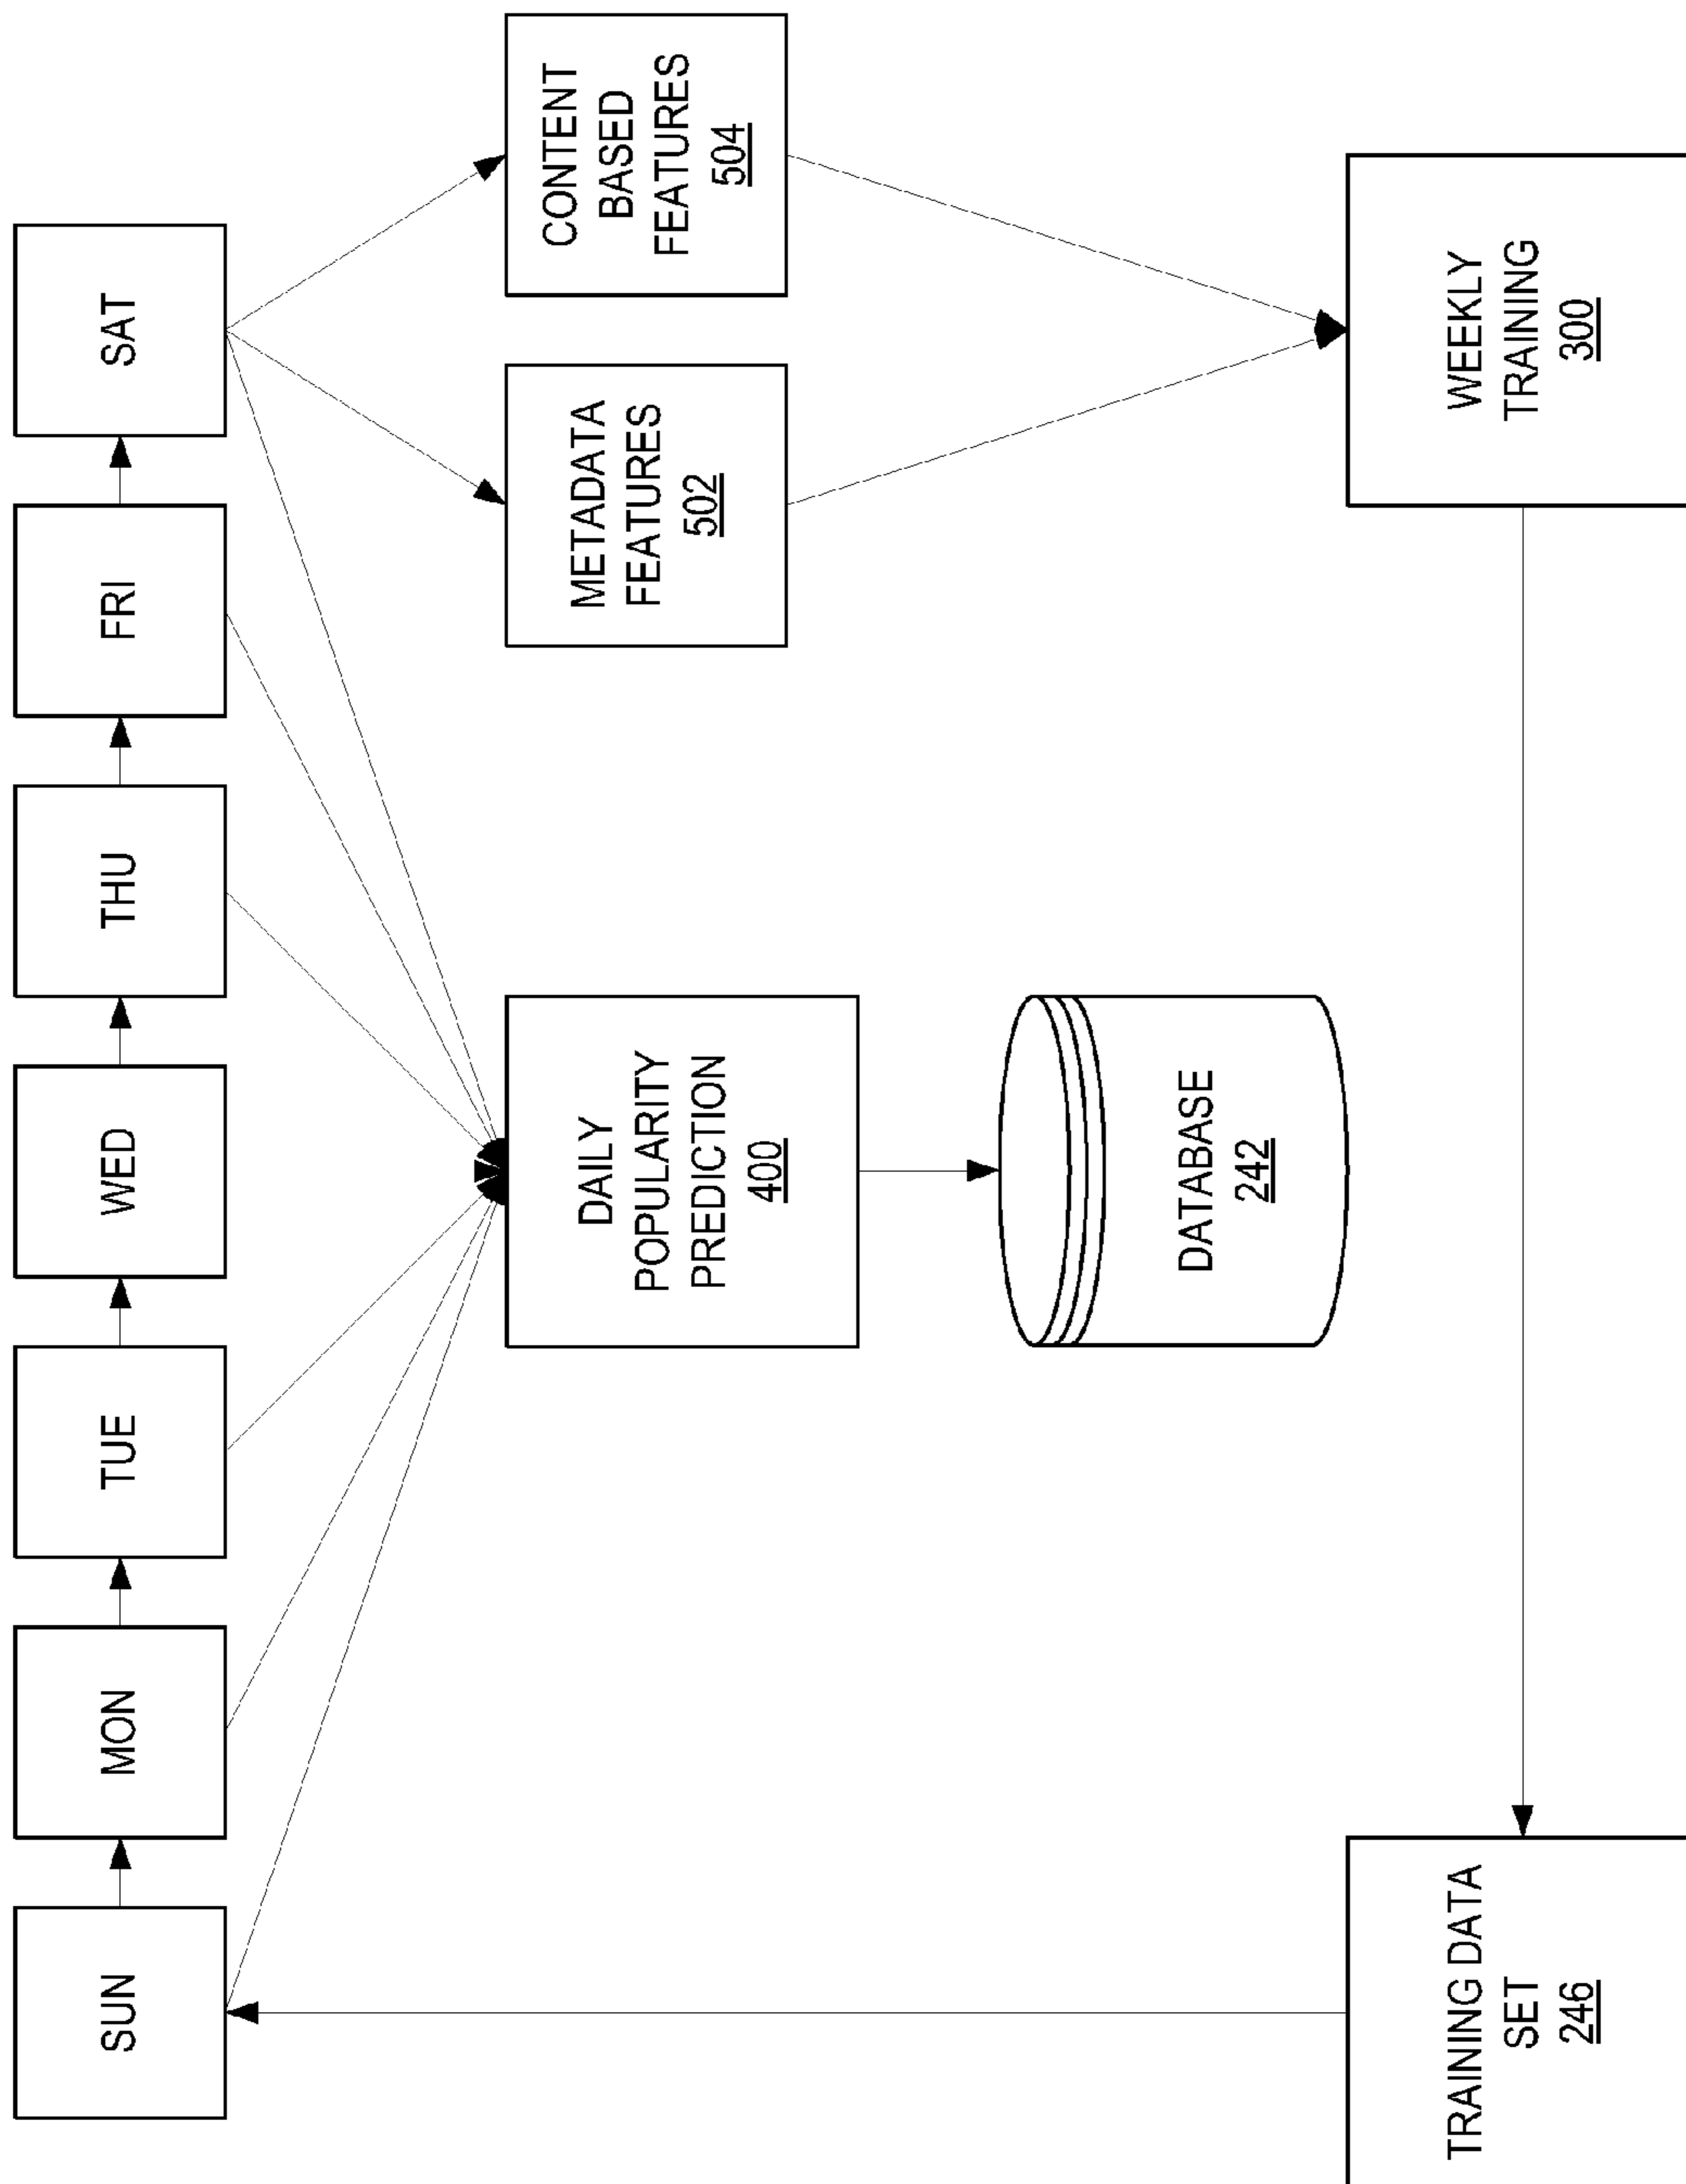 SUN
MON
TUE
WED
THU
FRI
SAT
DAILY
POPULARITY
PREDICTION
400
METADATA
FEATURES
502
CONTENT
BASED
FEATURES
504
DATABASE
242
TRAINING DATA
SET
246
WEEKLY
TRAINING
300